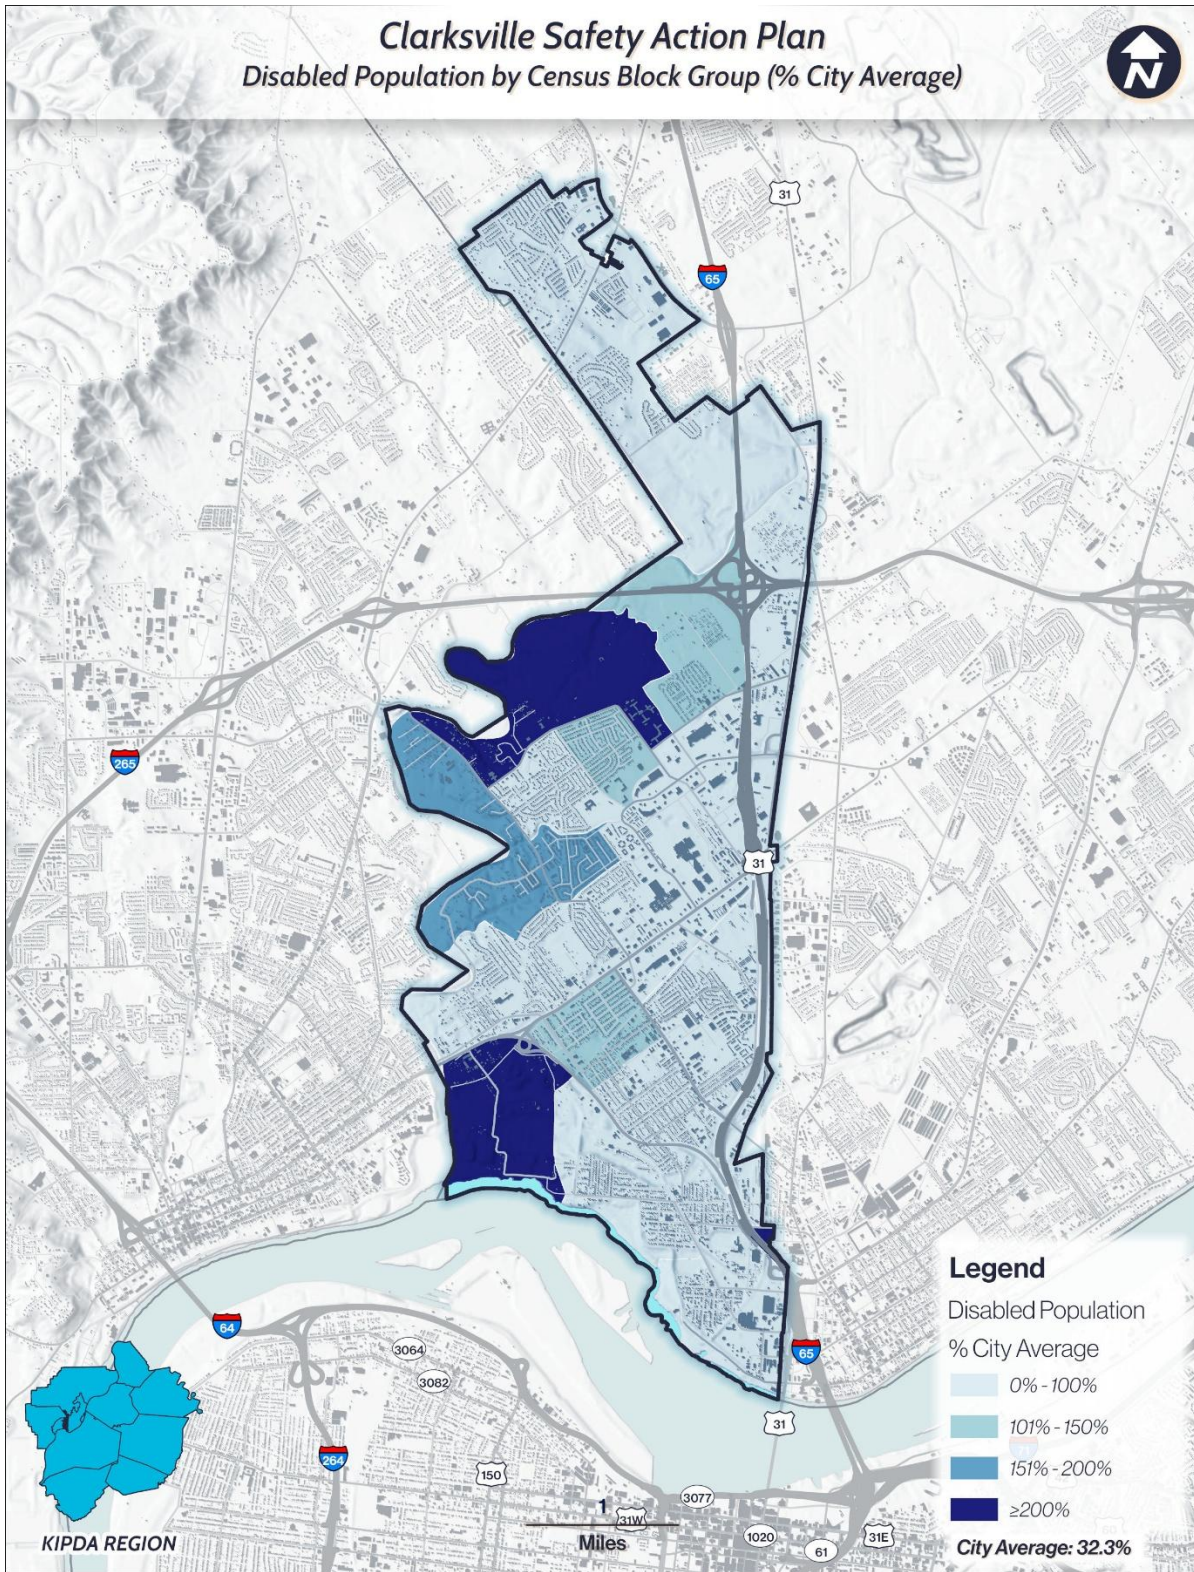 Clarksville Safety Action Plan
Disabled Population by Census Block Group (% City Average)
N
31
65
265
31
64
3064
3082
65
31
264
150
1
31W
Miles
3077
1020
61
31E
KIPDA REGION
Legend
Disabled Population
% City Average
0% - 100%
101% - 150%
71
151% - 200%
≥200%
City Average: 32.3%